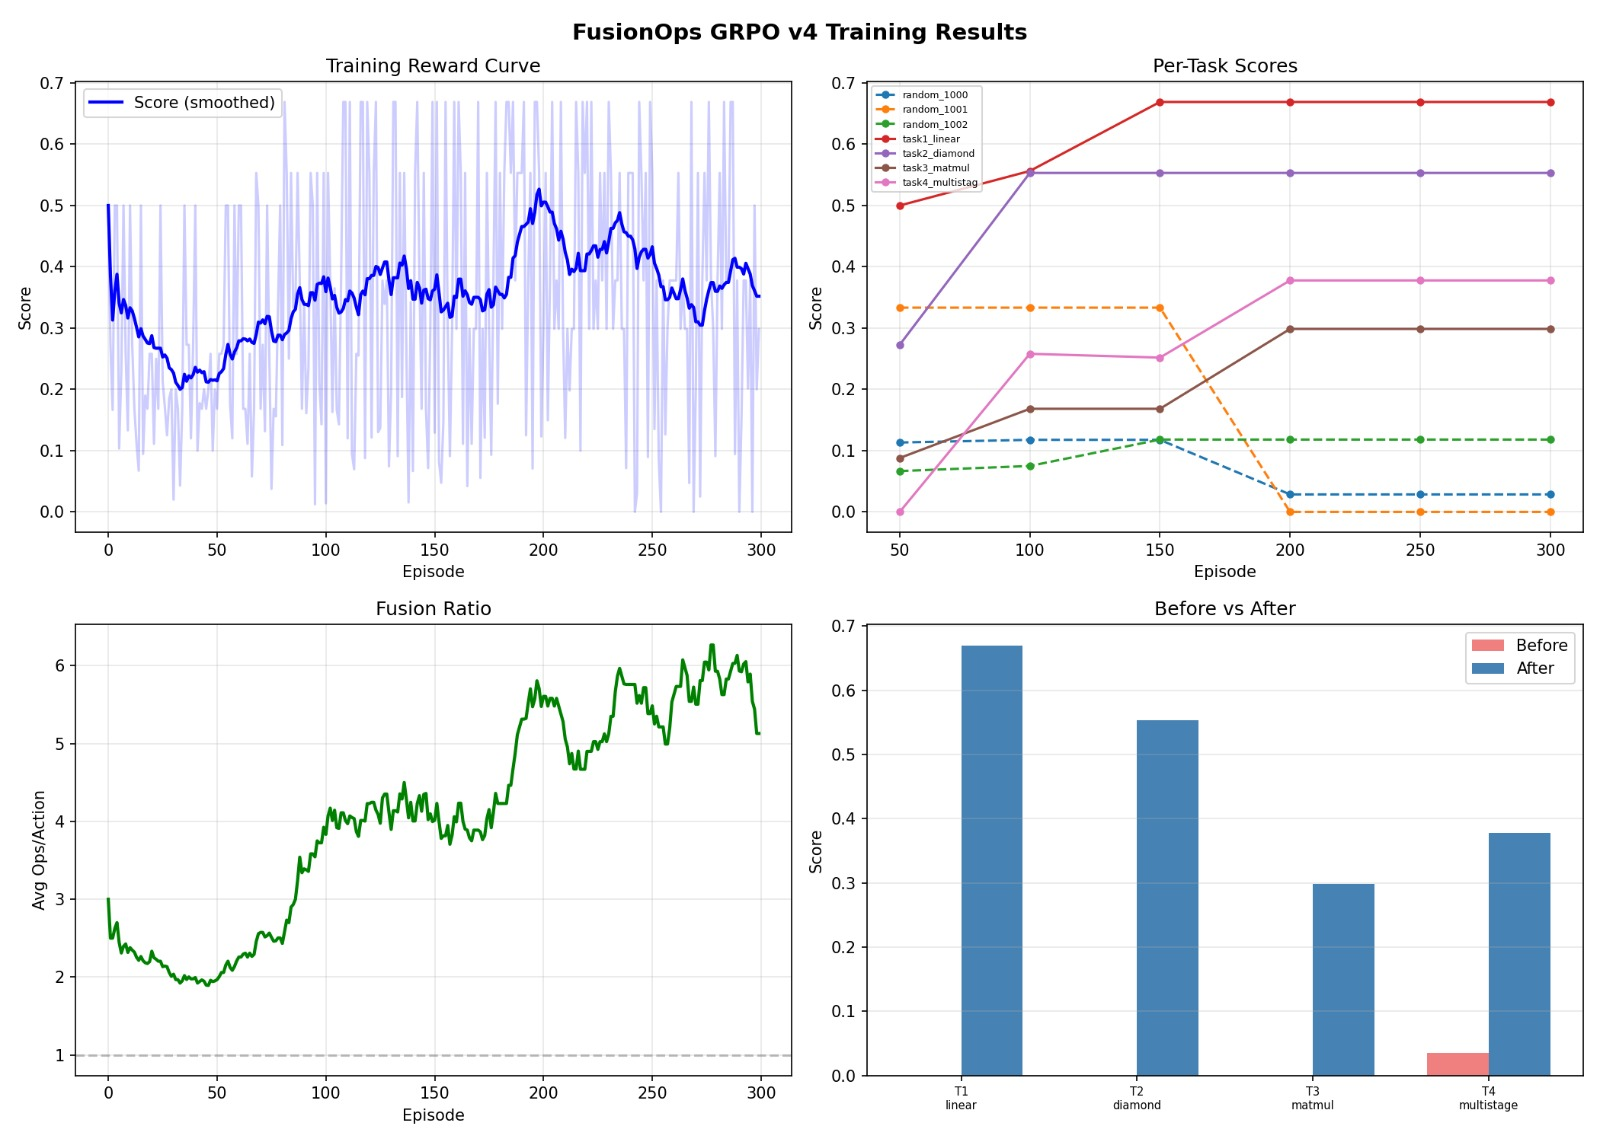 FusionOps GRPO v4 Training Results
Training Reward Curve
Score (smoothed)
Score
0.7
0.6
0.5
0.4
0.3
0.2
0.1
0.0
0 50 100 150 200 250 300
Episode
Per-Task Scores
random_1000
random_1001
random_1002
task1_linear
task2_diamond
task3_matmul
task4_multistag
Score
0.7
0.6
0.5
0.4
0.3
0.2
0.1
0.0
50 100 150 200 250 300
Episode
Fusion Ratio
Avg Ops/Action
6
5
4
3
2
1
0 50 100 150 200 250 300
Episode
Before vs After
Before
After
Score
0.7
0.6
0.5
0.4
0.3
0.2
0.1
0.0
T1 T2 T3 T4
linear diamond matmul multistage